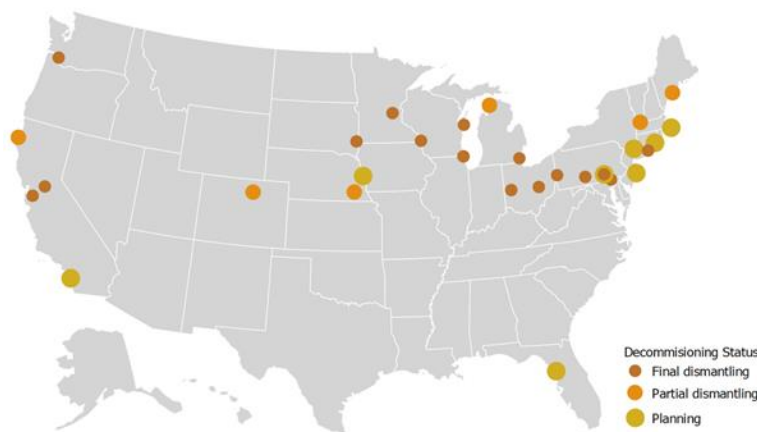 Decommisioning Status
Final dismantling
Partial dismantling
Planning